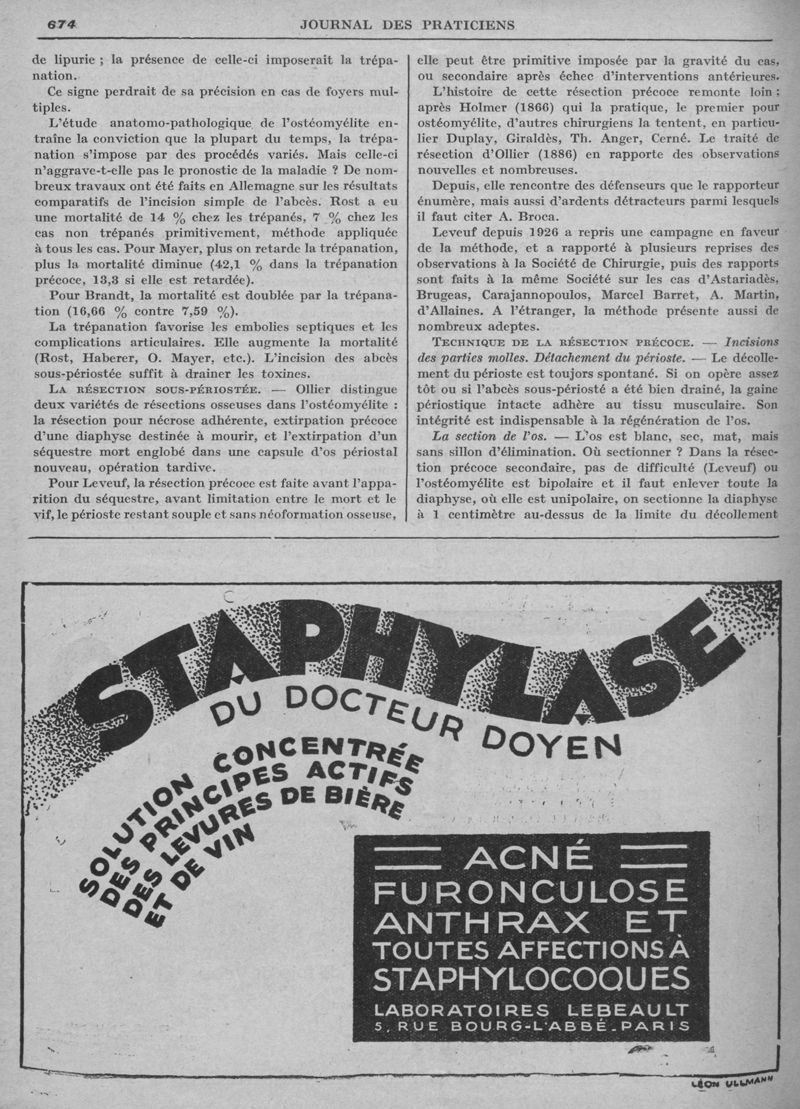 674
JOURNAL DES PRATICIENS
de lipurie ; la présence de celle-ci imposerait la trépa-
nation.
Ce signe perdrait de sa précision en cas de foyers mul-
tiples.
L'étude anatomo-pathologique de l'ostéomyélite en-
traîne la conviction que la plupart du temps, la trépa-
nation s'impose par des procédés variés. Mais celle-ci
n'aggrave-t-elle pas le pronostic de la maladie ? De nom-
breux travaux ont été faits en Allemagne sur les résultats
comparatifs de l'incision simple de l'abcès. Rost a eu
une mortalité de 14 % chez les trépanés, 7 % chez les
cas non trépanés primitivement, méthode appliquée
à tous les cas. Pour Mayer, plus on retarde la trépanation,
plus la mortalité diminue (42,1 % dans la trépanation
précoce, 13,3 si elle est retardée).
Pour Brandt, la mortalité est doublée par la trépana-
tion (16,66 % contre 7,59 %).
La trépanation favorise les embolies septiques et les
complications articulaires. Elle augmente la mortalité
(Rost, Haberer, O. Mayer, etc.). L'incision des abcès
sous-périostée suffit à drainer les toxines.
LA RÉSECTION SOUS-PÉRIOSTÉE. — Ollier distingue
deux variétés de résections osseuses dans l'ostéomyélite :
la résection pour nécrose adhérente, extirpation précoce
d'une diaphyse destinée à mourir, et l'extirpation d'un
séquestre mort englobé dans une capsule d'os périostal
nouveau, opération tardive.
Pour Leveuf, la résection précoce est faite avant l'appa-
rition du séquestre, avant limitation entre le mort et le
vif, le périoste restant souple et sans néoformation osseuse,
elle peut être primitive imposée par la gravité du cas,
ou secondaire après échec d'interventions antérieures.
L'histoire de cette résection précoce remonte loin :
après Holmer (1866) qui la pratique, le premier pour
ostéomyélite, d'autres chirurgiens la tentent, en particu-
lier Duplay, Giraldès, Th. Anger, Cerné. Le traité de
résection d'Ollier (1886) en rapporte des observations
nouvelles et nombreuses.
Depuis, elle rencontre des défenseurs que le rapporteur
énumère, mais aussi d'ardents détracteurs parmi lesquels
il faut citer A. Broca.
Leveuf depuis 1926 a repris une campagne en faveur
de la méthode, et a rapporté à plusieurs reprises des
observations à la Société de Chirurgie, puis des rapports
sont faits à la même Société sur les cas d'Astariadès,
Brugeas, Carajannopoulos, Marcel Barret, A. Martin,
d'Allaines. A l'étranger, la méthode présente aussi de
nombreux adeptes.
TECHNIQUE DE LA RÉSECTION PRÉCOCE. — Incisions
des parties molles. Détachement du périoste. — Le décolle-
ment du périoste est toujors spontané. Si on opère assez
tôt ou si l'abcès sous-périosté a été bien drainé, la gaine
périostique intacte adhère au tissu musculaire. Son
intégrité est indispensable à la régénération de l'os.
La section de l'os. — L'os est blanc, sec, mat, mais
sans sillon d'élimination. Où sectionner ? Dans la résec-
tion précoce secondaire, pas de difficulté (Leveuf) ou
l'ostéomyélite est bipolaire et il faut enlever toute la
diaphyse, où elle est unipolaire, on sectionne la diaphyse
à 1 centimètre au-dessus de la limite du décollement
STAPHYLASE
DU DOCTEUR DOYEN
SOLUTION CONCENTRÉE
DES PRINCIPES ACTIFS
DES LEVURES DE BIÈRE
ET DE VIN
ACNÉ
FURONCULOSE
ANTHRAX ET
TOUTES AFFECTIONS À
STAPHYLOCOQUES
LABORATOIRES LEBEAULT
5, RUE BOURG-L'ABBÉ - PARIS
LÉON ULLMANN